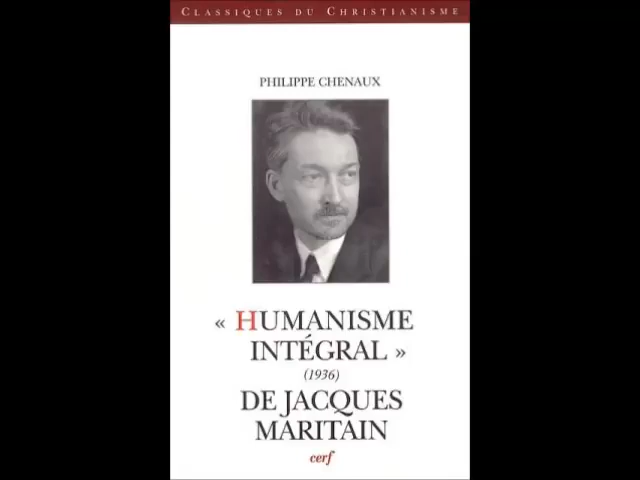 CLASSIQUES DU CHRISTIANISME
PHILIPPE CHENAUX
« HUMANISME
INTÉGRAL »
(1936)
DE JACQUES
MARITAIN
cerf